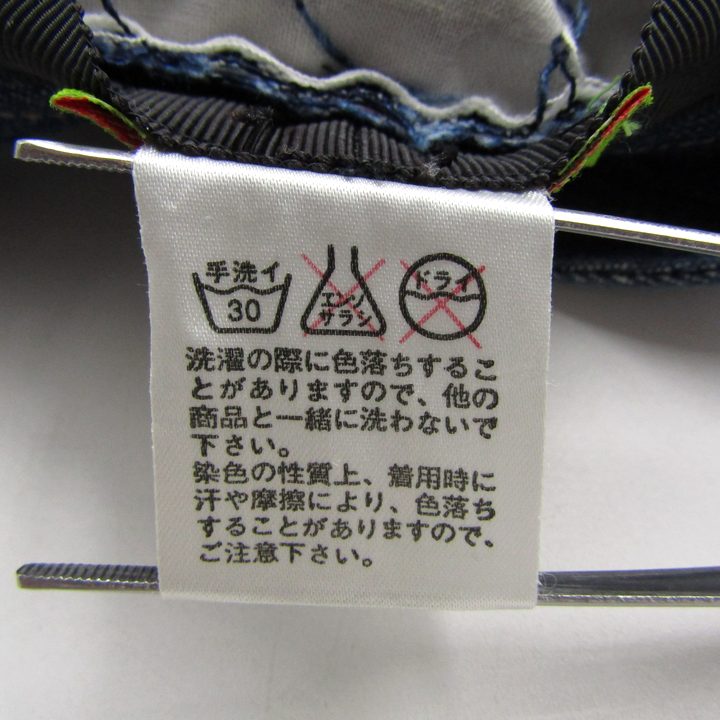 手洗イ
30
エンソ
サラシ
ドライ
洗濯の際に色落ちするこ
とがありますので、他の
商品と一緒に洗わないで
下さい。
染色の性質上、着用時に
汗や摩擦により、色落ち
することがありますので、
ご注意下さい。